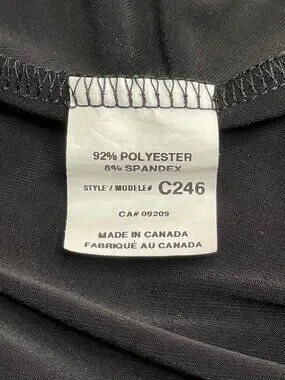 92% POLYESTER
8% SPANDEX
STYLE / MODELE# C246
CA# 09209
MADE IN CANADA
FABRIQUÉ AU CANADA